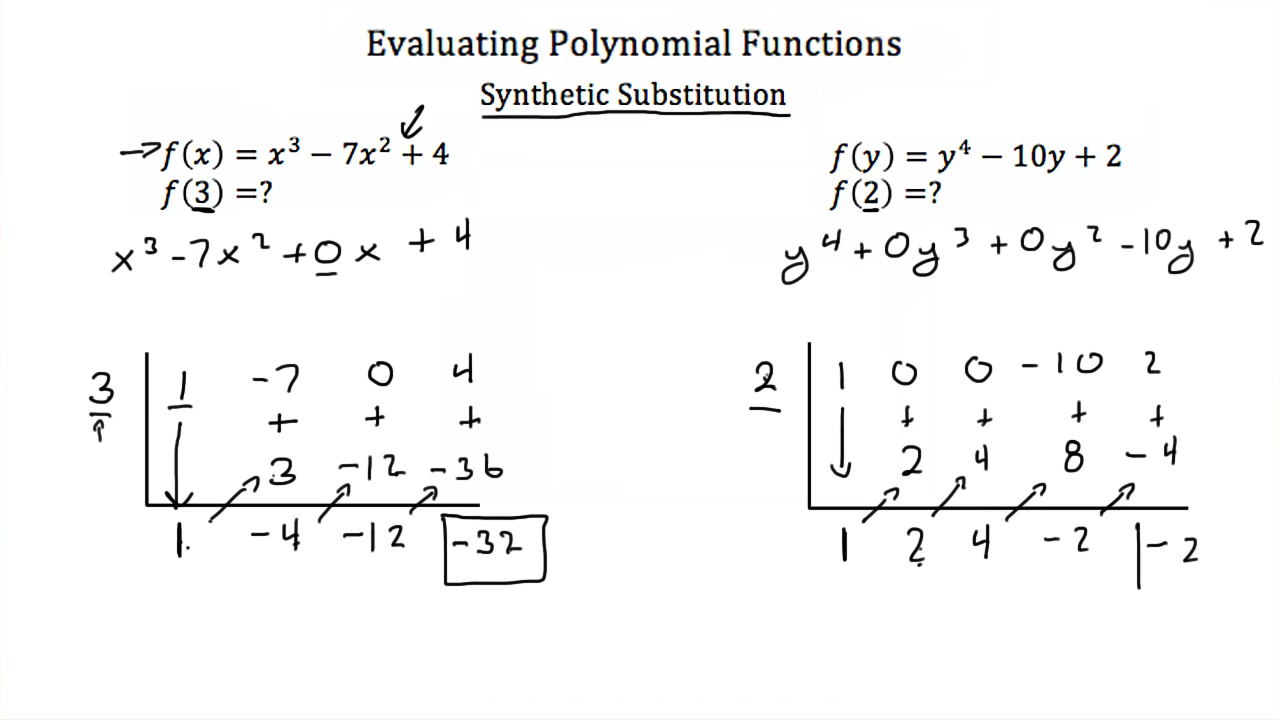 Evaluating Polynomial Functions
Synthetic Substitution
f(x) = x³ − 7x² + 4
f(3) =?
x³ -7x² +0x + 4
3 1 -7 0 4
+ + +
3 -12 -36
1 -4 -12 -32
f(y) = y⁴ − 10y + 2
f(2) =?
y⁴ + 0y³ + 0y² -10y +2
2 1 0 0 -10 2
+ + + +
2 4 8 -4
1 2 4 -2 -2